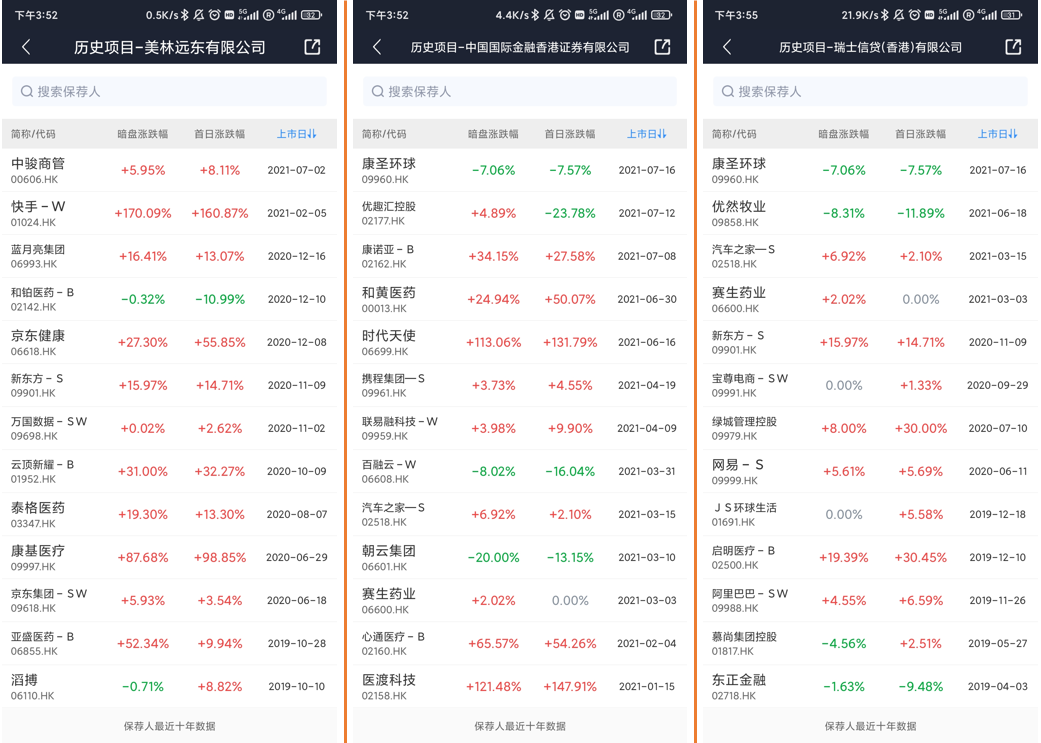 下午3:52
0.5K/s
HD
5G
R
4G
32
历史项目-美林远东有限公司
搜索保荐人
简称/代码 暗盘涨跌幅 首日涨跌幅 上市日
中骏商管 +5.95% +8.11% 2021-07-02
00606.HK
快手-W +170.09% +160.87% 2021-02-05
01024.HK
蓝月亮集团 +16.41% +13.07% 2020-12-16
06993.HK
和铂医药-B -0.32% -10.99% 2020-12-10
02142.HK
京东健康 +27.30% +55.85% 2020-12-08
06618.HK
新东方-S +15.97% +14.71% 2020-11-09
09901.HK
万国数据-SW +0.02% +2.62% 2020-11-02
09698.HK
云顶新耀-B +31.00% +32.27% 2020-10-09
01952.HK
泰格医药 +19.30% +13.30% 2020-08-07
03347.HK
康基医疗 +87.68% +98.85% 2020-06-29
09997.HK
京东集团-SW +5.93% +3.54% 2020-06-18
09618.HK
亚盛医药-B +52.34% +9.94% 2019-10-28
06855.HK
滔搏 -0.71% +8.82% 2019-10-10
06110.HK
保荐人最近十年数据
下午3:52
4.4K/s
HD
5G
R
4G
32
历史项目-中国国际金融香港证券有限公司
搜索保荐人
简称/代码 暗盘涨跌幅 首日涨跌幅 上市日
康圣环球 -7.06% -7.57% 2021-07-16
09960.HK
优趣汇控股 +4.89% -23.78% 2021-07-12
02177.HK
康诺亚-B +34.15% +27.58% 2021-07-08
02162.HK
和黄医药 +24.94% +50.07% 2021-06-30
00013.HK
时代天使 +113.06% +131.79% 2021-06-16
06699.HK
携程集团—S +3.73% +4.55% 2021-04-19
09961.HK
联易融科技-W +3.98% +9.90% 2021-04-09
09959.HK
百融云-W -8.02% -16.04% 2021-03-31
06608.HK
汽车之家—S +6.92% +2.10% 2021-03-15
02518.HK
朝云集团 -20.00% -13.15% 2021-03-10
06601.HK
赛生药业 +2.02% 0.00% 2021-03-03
06600.HK
心通医疗-B +65.57% +54.26% 2021-02-04
02160.HK
医渡科技 +121.48% +147.91% 2021-01-15
02158.HK
保荐人最近十年数据
下午3:55
21.9K/s
HD
5G
R
4G
31
历史项目-瑞士信贷(香港)有限公司
搜索保荐人
简称/代码 暗盘涨跌幅 首日涨跌幅 上市日
康圣环球 -7.06% -7.57% 2021-07-16
09960.HK
优然牧业 -8.31% -11.89% 2021-06-18
09858.HK
汽车之家—S +6.92% +2.10% 2021-03-15
02518.HK
赛生药业 +2.02% 0.00% 2021-03-03
06600.HK
新东方-S +15.97% +14.71% 2020-11-09
09901.HK
宝尊电商-SW 0.00% +1.33% 2020-09-29
09991.HK
绿城管理控股 +8.00% +30.00% 2020-07-10
09979.HK
网易-S +5.61% +5.69% 2020-06-11
09999.HK
JS环球生活 0.00% +5.58% 2019-12-18
01691.HK
启明医疗-B +19.39% +30.45% 2019-12-10
02500.HK
阿里巴巴-SW +4.55% +6.59% 2019-11-26
09988.HK
慕尚集团控股 -4.56% +2.51% 2019-05-27
01817.HK
东正金融 -1.63% -9.48% 2019-04-03
02718.HK
保荐人最近十年数据